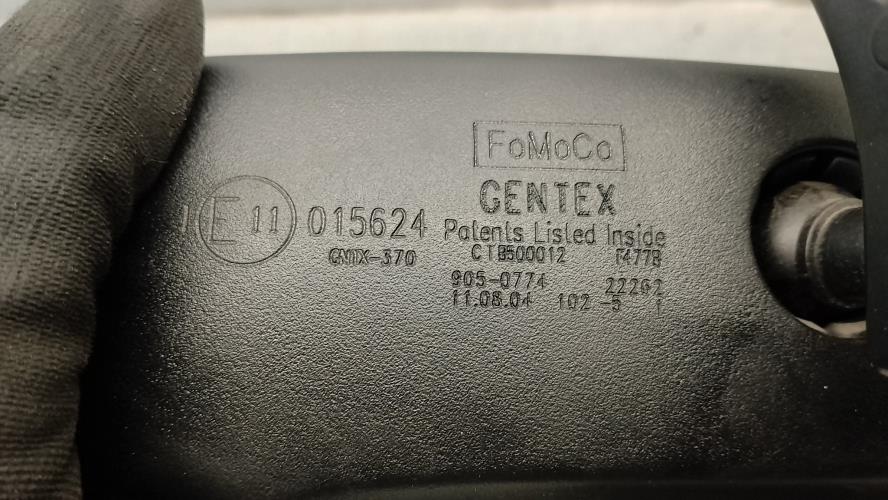 FoMoCo
GENTEX
I E 11 015624 Patents Listed Inside
GNTX-370 CTB500012 F477B
905-0774 22262
11.08.04 102 -5 1